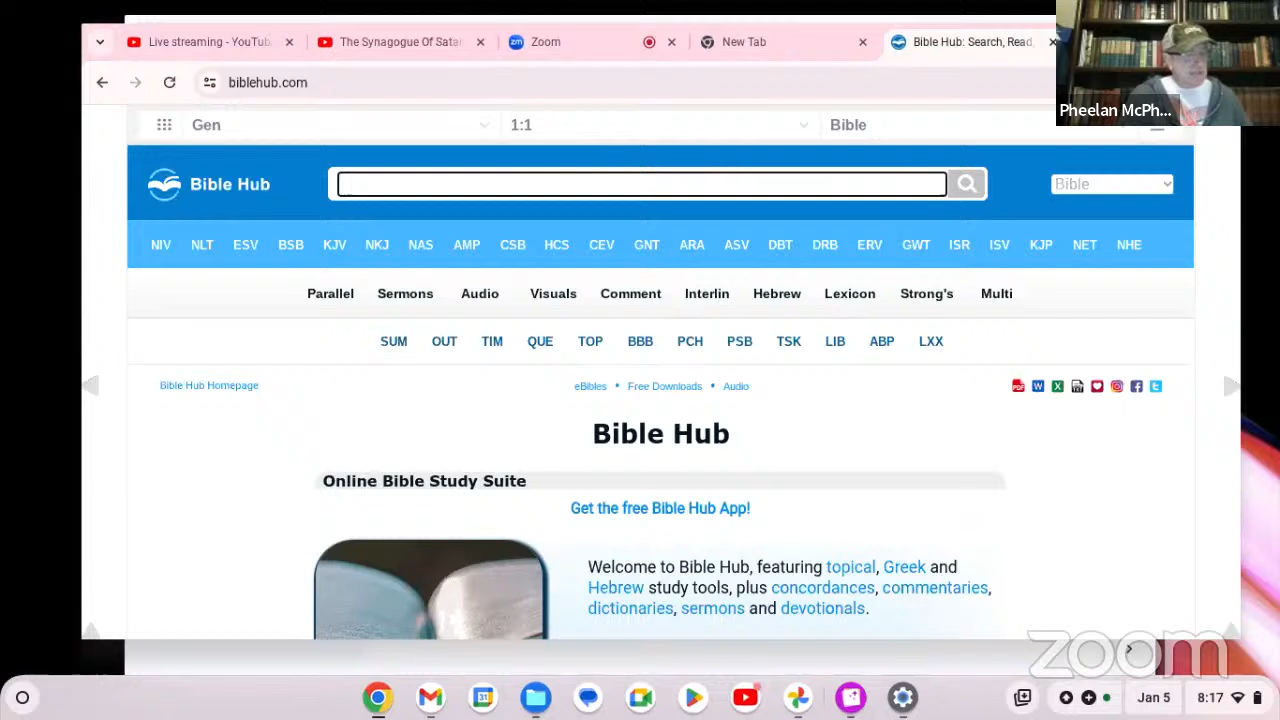 Live streaming - YouTub
The Synagogue Of Sata
Zoom
New Tab
Bible Hub: Search, Read,
biblehub.com
Pheelan McPh...
Gen
1:1
Bible
Bible Hub
Bible
NIV NLT ESV BSB KJV NKJ NAS AMP CSB HCS CEV GNT ARA ASV DBT DRB ERV GWT ISR ISV KJP NET NHE
Parallel Sermons Audio Visuals Comment Interlin Hebrew Lexicon Strong's Multi
SUM OUT TIM QUE TOP BBB PCH PSB TSK LIB ABP LXX
Bible Hub Homepage
eBibles • Free Downloads • Audio
Bible Hub
Online Bible Study Suite
Get the free Bible Hub App!
Welcome to Bible Hub, featuring topical, Greek and
Hebrew study tools, plus concordances, commentaries,
dictionaries, sermons and devotionals.
zoom
Jan 5
8:17